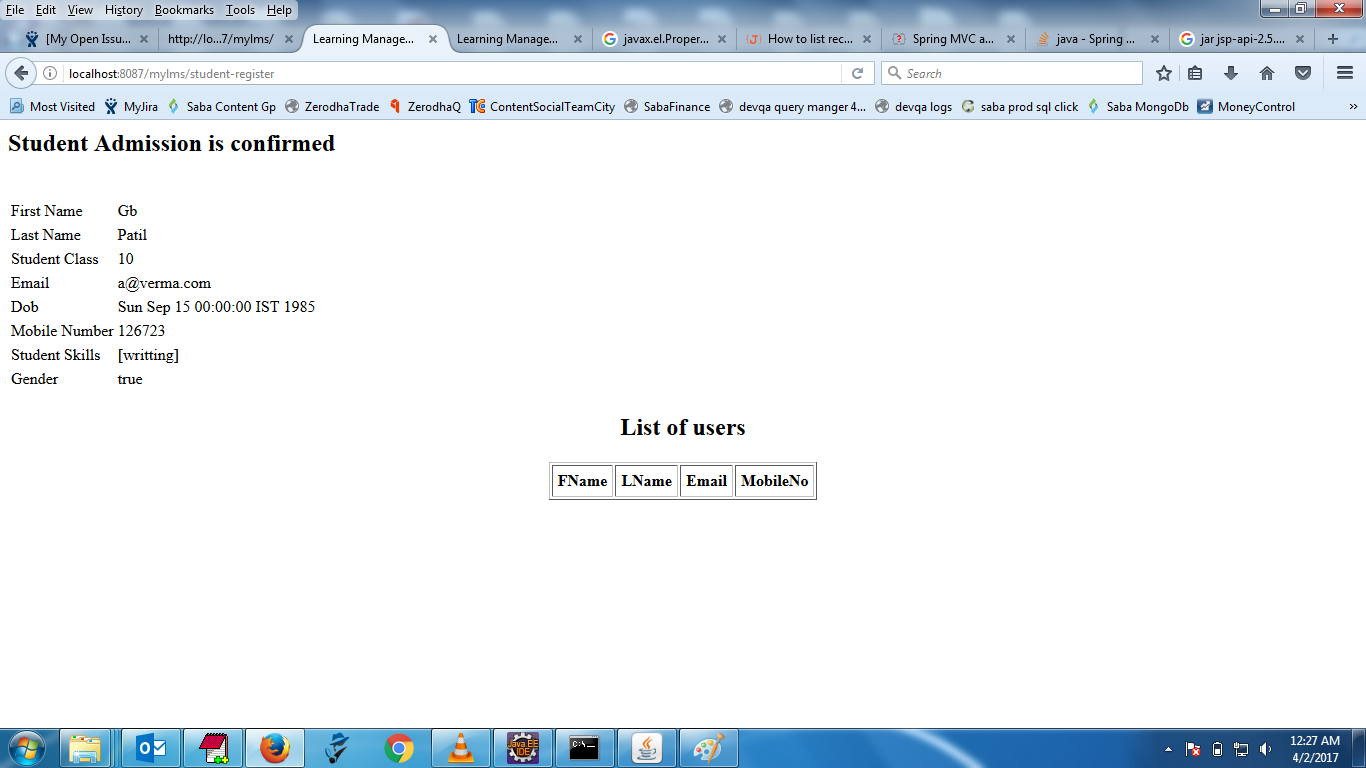 File Edit View History Bookmarks Tools Help
[My Open Issu... http://lo...7/mylms/ Learning Manage... Learning Manage... javax.el.Proper... How to list rec... Spring MVC a... java - Spring ... jar jsp-api-2.5....
localhost:8087/mylms/student-register Search
Most Visited MyJira Saba Content Gp ZerodhaTrade ZerodhaQ ContentSocialTeamCity SabaFinance devqa query manger 4... devqa logs saba prod sql click Saba MongoDb MoneyControl
Student Admission is confirmed
First Name Gb
Last Name Patil
Student Class 10
Email a@verma.com
Dob Sun Sep 15 00:00:00 IST 1985
Mobile Number 126723
Student Skills [writting]
Gender true
List of users
FName LName Email MobileNo
12:27 AM
4/2/2017